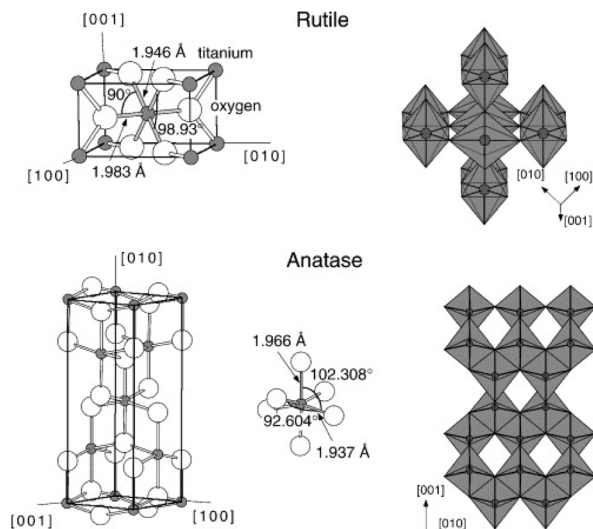 Rutile
[001]
1.946 Å
titanium
90°
oxygen
98.93°
[010]
[100]
1.983 Å
[010]
[100]
[001]
Anatase
[010]
1.966 Å
102.308°
92.604°
1.937 Å
[001]
[100]
[001]
[010]